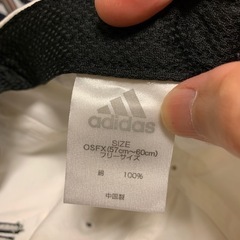 adidas
SIZE
OSFX(57cm～60cm)
フリーサイズ
綿 100%
中国製